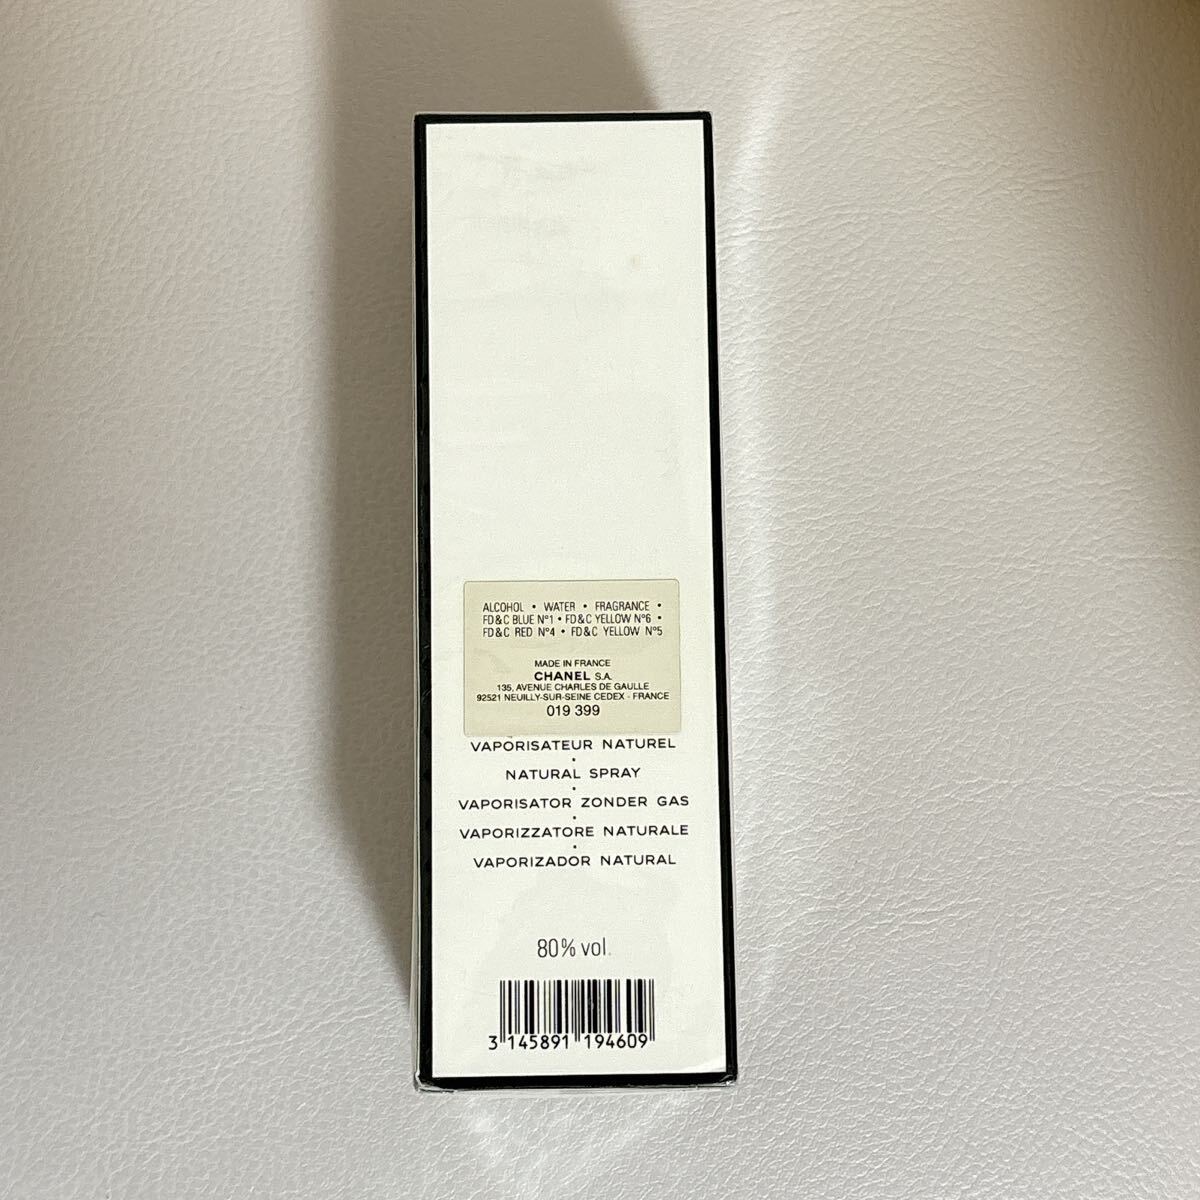 ALCOHOL • WATER • FRAGRANCE •
FD&C BLUE N°1 • FD&C YELLOW N°6 •
FD&C RED N°4 • FD&C YELLOW N°5
MADE IN FRANCE
CHANEL S.A.
135, AVENUE CHARLES DE GAULLE
92521 NEUILLY-SUR-SEINE CEDEX - FRANCE
019 399
VAPORISATEUR NATUREL
•
NATURAL SPRAY
•
VAPORISATOR ZONDER GAS
•
VAPORIZZATORE NATURALE
•
VAPORIZADOR NATURAL
80% vol.
3 145891 194609